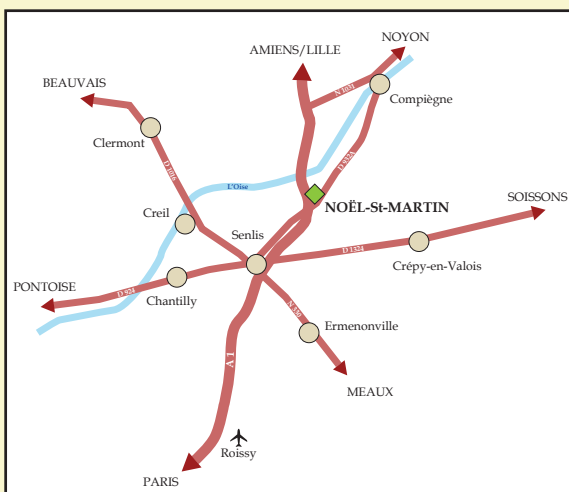 NOYON
AMIENS/LILLE
BEAUVAIS
N 1031
Compiègne
Clermont
D 932A
D 1016
L'Oise
SOISSONS
NOËL-St-MARTIN
Creil
Senlis
D 1324
Crépy-en-Valois
PONTOISE
D 924
Chantilly
N 330
Ermenonville
A 1
MEAUX
Roissy
PARIS